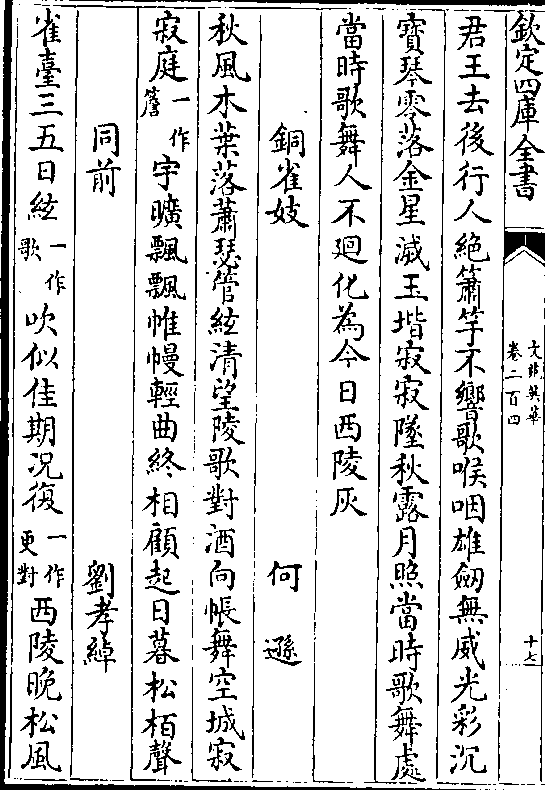 欽定四庫全書
文苑英華
卷二百四
十七
君王去後行人絶簫竽不響歌喉咽雄劒無威光彩沉
寶琴零落金星滅玉堦寂寂墜秋露月照當時歌舞處
當時歌舞人不廻化為今日西陵灰
銅雀妓 何遜
秋風木葉落蕭瑟管絃清望陵歌對酒向帳舞空城寂
寂庭一作簷宇曠飄飄帷幔輕曲終相顧起日暮松栢聲
同前 劉孝綽
雀臺三五日絃一作歌吹似佳期况復一作更對西陵晩松風